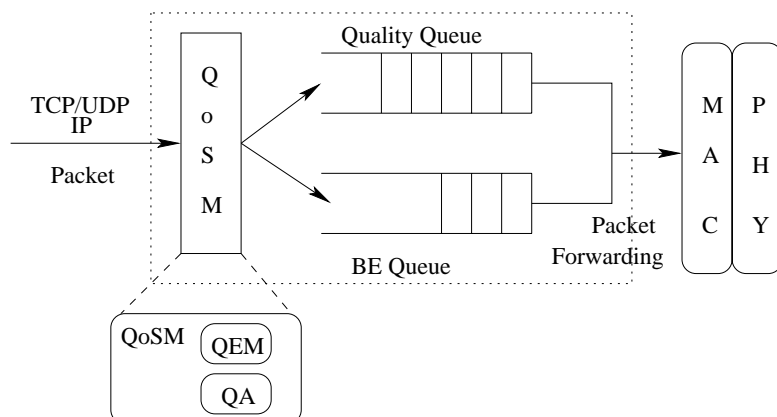 Quality Queue
TCP/UDP
IP
Packet
Q
o
S
M
BE Queue
Packet
Forwarding
M
A
C
P
H
Y
QoSM
QEM
QA